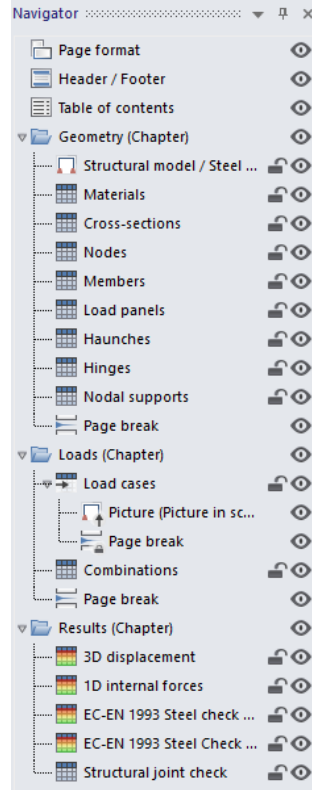 Navigator
Page format
Header / Footer
Table of contents
Geometry (Chapter)
Structural model / Steel ...
Materials
Cross-sections
Nodes
Members
Load panels
Haunches
Hinges
Nodal supports
Page break
Loads (Chapter)
Load cases
Picture (Picture in sc...
Page break
Combinations
Page break
Results (Chapter)
3D displacement
1D internal forces
EC-EN 1993 Steel check ...
EC-EN 1993 Steel Check ...
Structural joint check